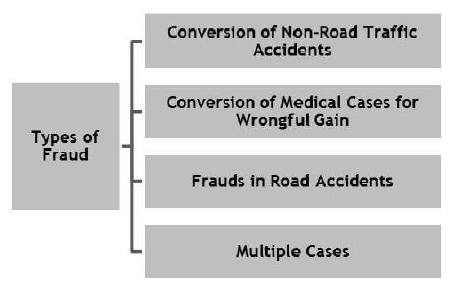 Types of
Fraud
Conversion of Non-Road Traffic
Accidents
Conversion of Medical Cases for
Wrongful Gain
Frauds in Road Accidents
Multiple Cases